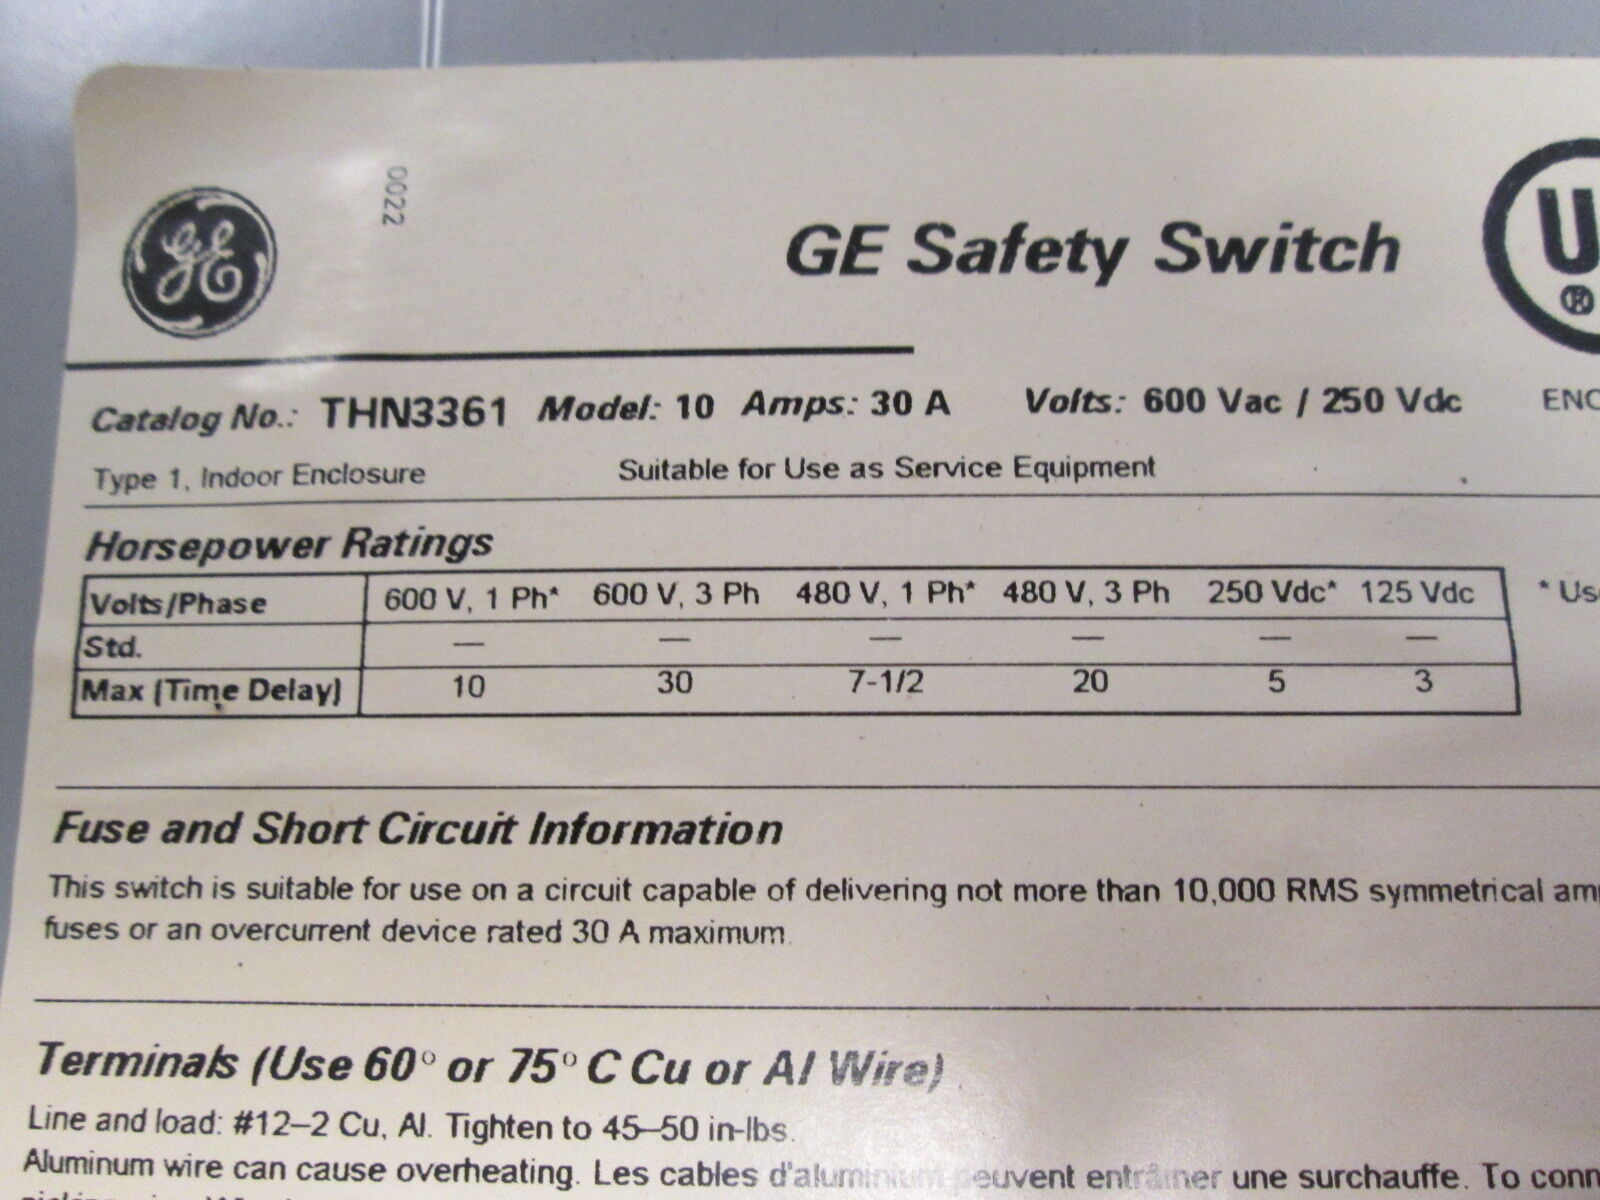 0022
GE
GE Safety Switch
U
®
Catalog No.: THN3361 Model: 10 Amps: 30 A Volts: 600 Vac / 250 Vdc
Type 1, Indoor Enclosure Suitable for Use as Service Equipment
Horsepower Ratings
Volts/Phase 600 V, 1 Ph* 600 V, 3 Ph 480 V, 1 Ph* 480 V, 3 Ph 250 Vdc* 125 Vdc *
Std. — — — — — —
Max (Time Delay) 10 30 7-1/2 20 5 3
Fuse and Short Circuit Information
This switch is suitable for use on a circuit capable of delivering not more than 10,000 RMS symmetrical
fuses or an overcurrent device rated 30 A maximum.
Terminals (Use 60° or 75° C Cu or Al Wire)
Line and load: #12–2 Cu, Al. Tighten to 45–50 in-lbs.
Aluminum wire can cause overheating. Les cables d'aluminium peuvent entraîner une surchauffe. To